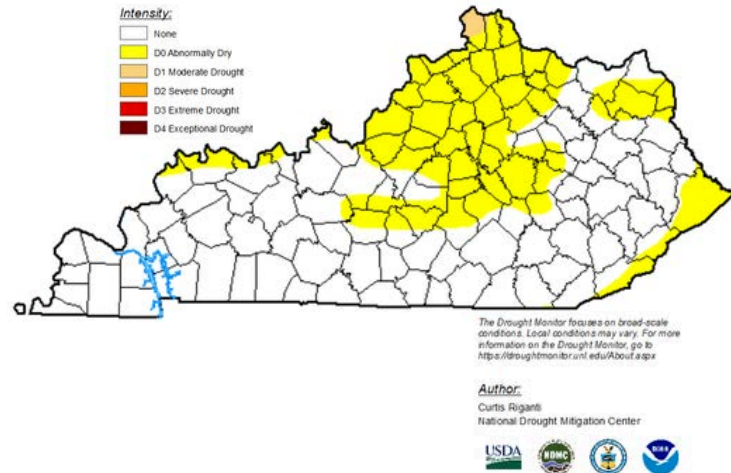 Intensity:
None
D0 Abnormally Dry
D1 Moderate Drought
D2 Severe Drought
D3 Extreme Drought
D4 Exceptional Drought
The Drought Monitor focuses on broad-scale
conditions. Local conditions may vary. For more
information on the Drought Monitor, go to
https://droughtmonitor.unl.edu/About.aspx
Author:
Curtis Riganti
National Drought Mitigation Center
USDA
NDMC
NOAA